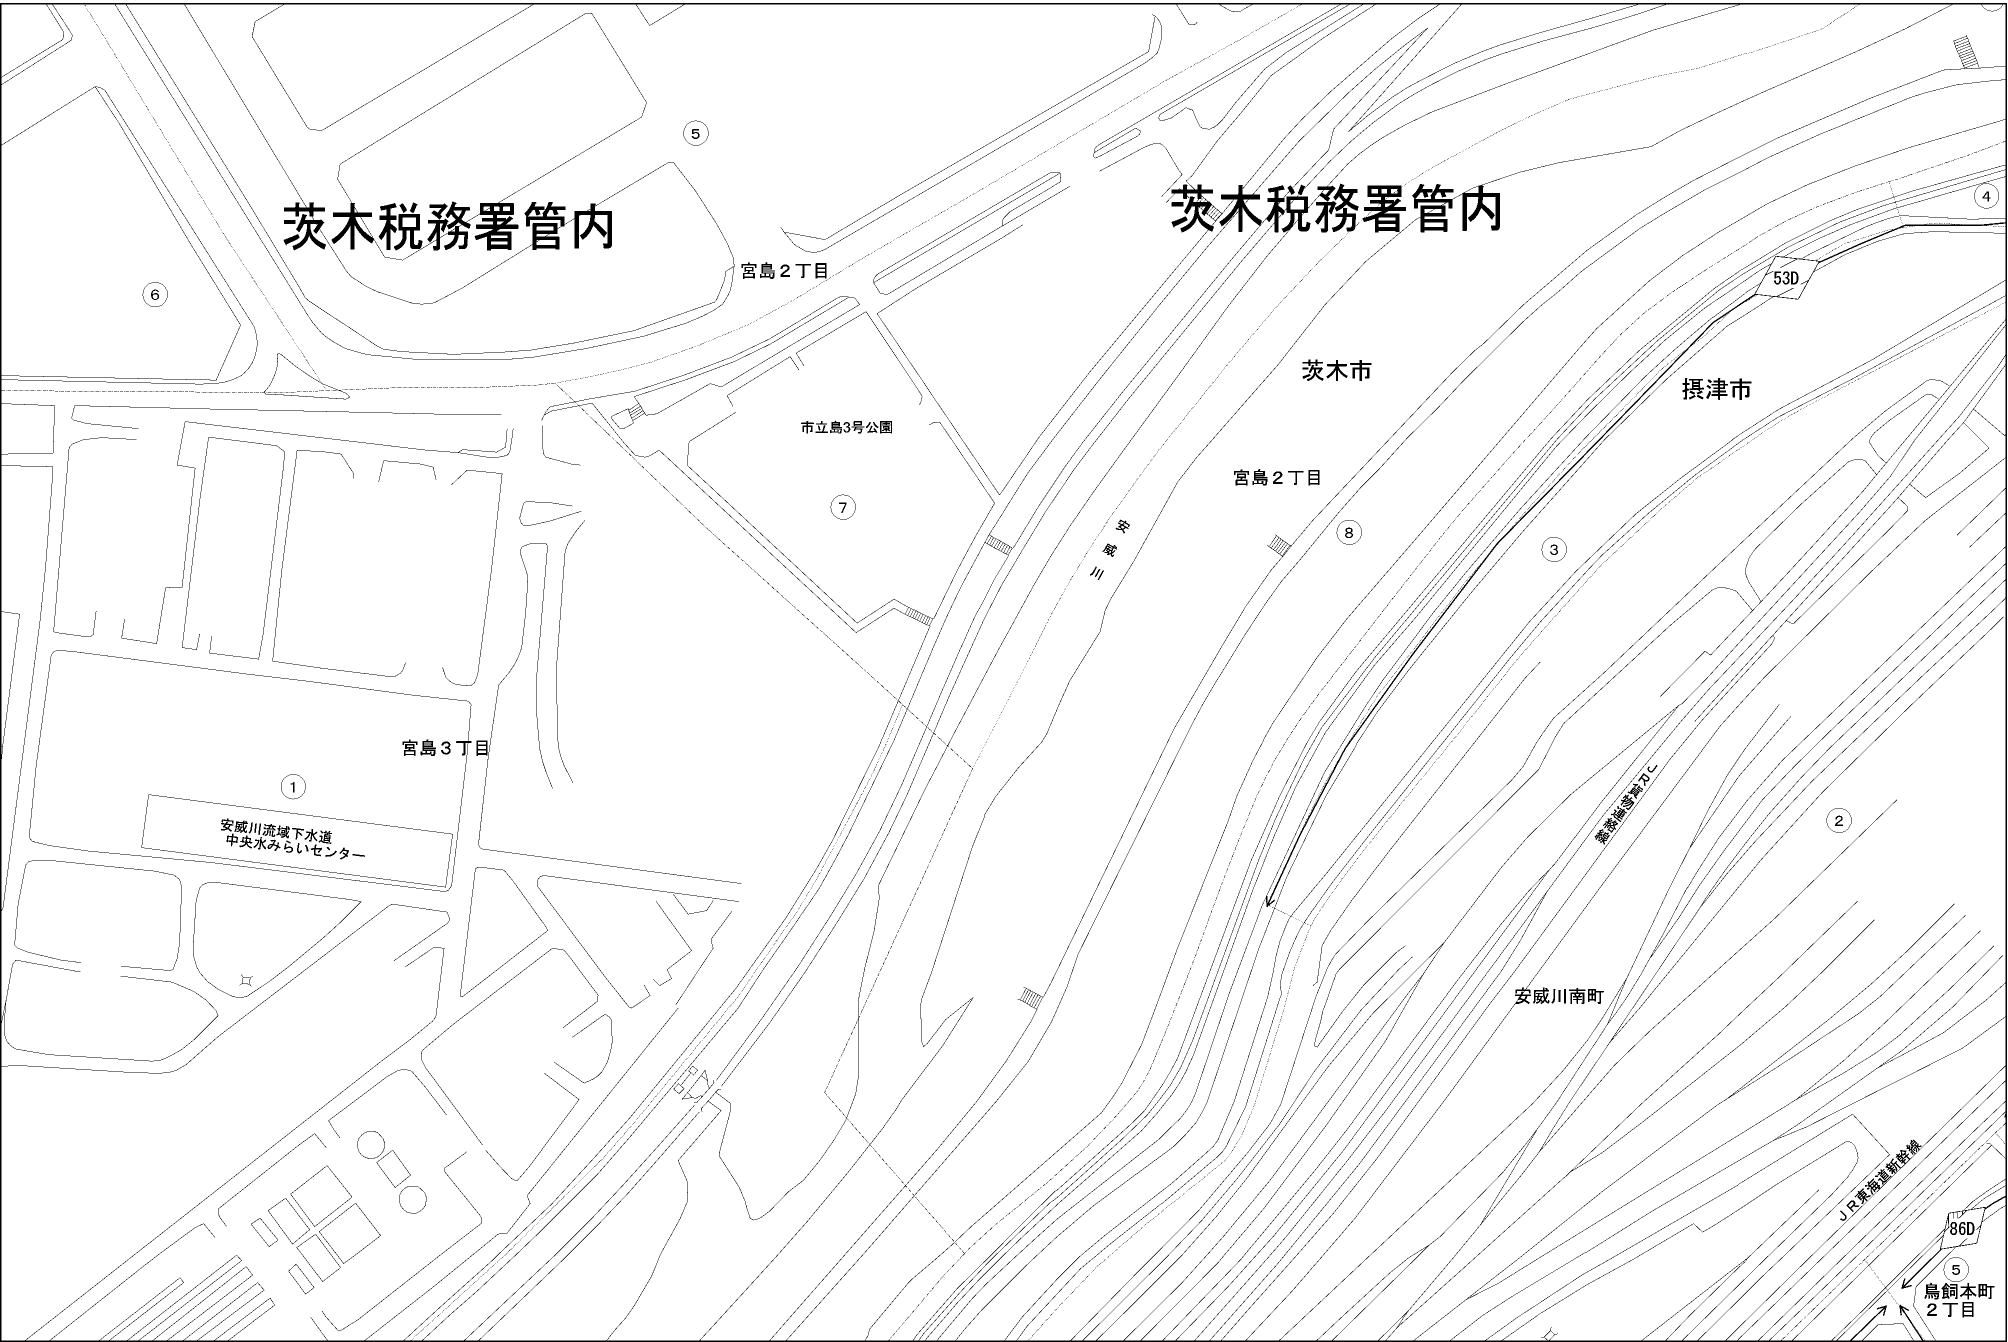 ⑤
④
茨木税務署管内
茨木税務署管内
宮島２丁目
53D
⑥
茨木市
摂津市
市立島3号公園
宮島２丁目
⑦
安威川
⑧
③
宮島３丁目
①
ＪＲ貨物連絡線
②
安威川流域下水道
中央水みらいセンター
安威川南町
ＪＲ東海道新幹線
86D
⑤
鳥飼本町
２丁目